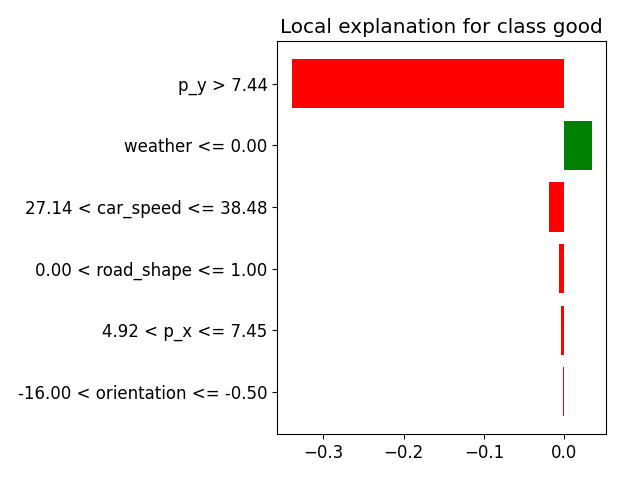 Local explanation for class good
p_y > 7.44
weather <= 0.00
27.14 < car_speed <= 38.48
0.00 < road_shape <= 1.00
4.92 < p_x <= 7.45
-16.00 < orientation <= -0.50
−0.3 −0.2 −0.1 0.0